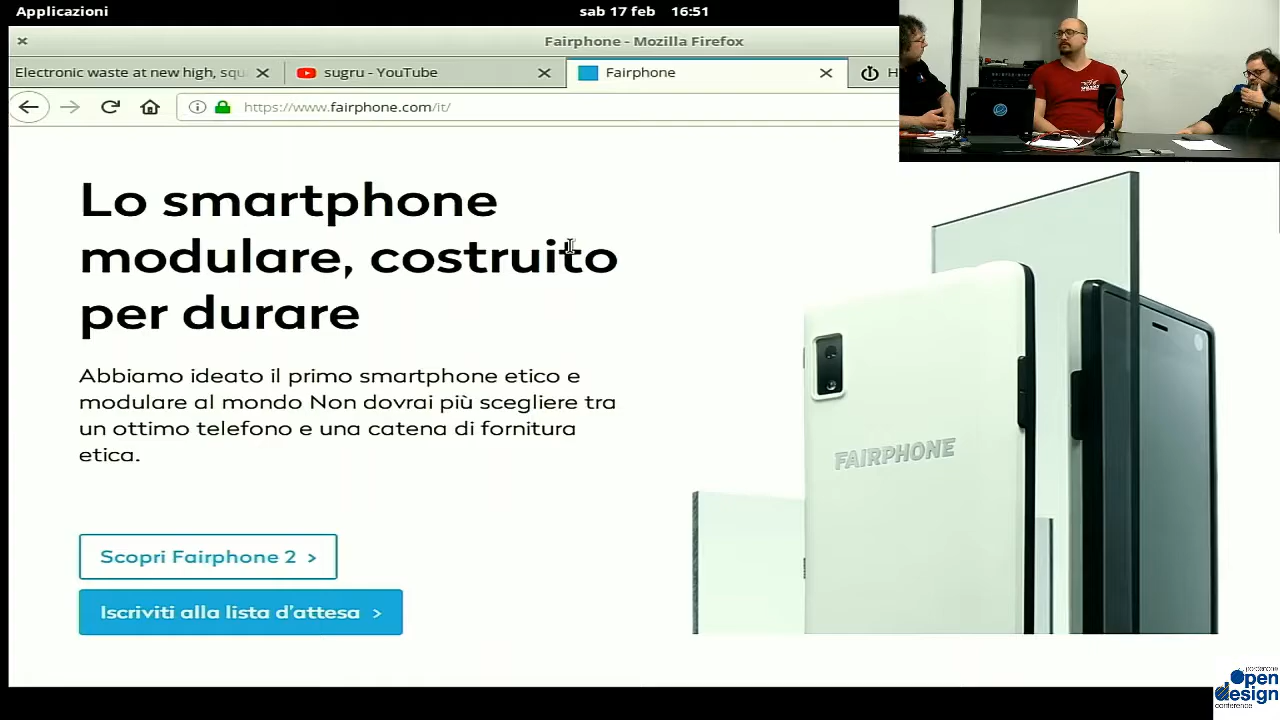 Applicazioni
sab 17 feb 16:51
Fairphone - Mozilla Firefox
Electronic waste at new high, squ
sugru - YouTube
Fairphone
H
https://www.fairphone.com/it/
Lo smartphone
modulare, costruito
per durare
Abbiamo ideato il primo smartphone etico e
modulare al mondo Non dovrai più scegliere tra
un ottimo telefono e una catena di fornitura
etica.
FAIRPHONE
Scopri Fairphone 2 >
Iscriviti alla lista d'attesa >
pordenone
Open
design
conference